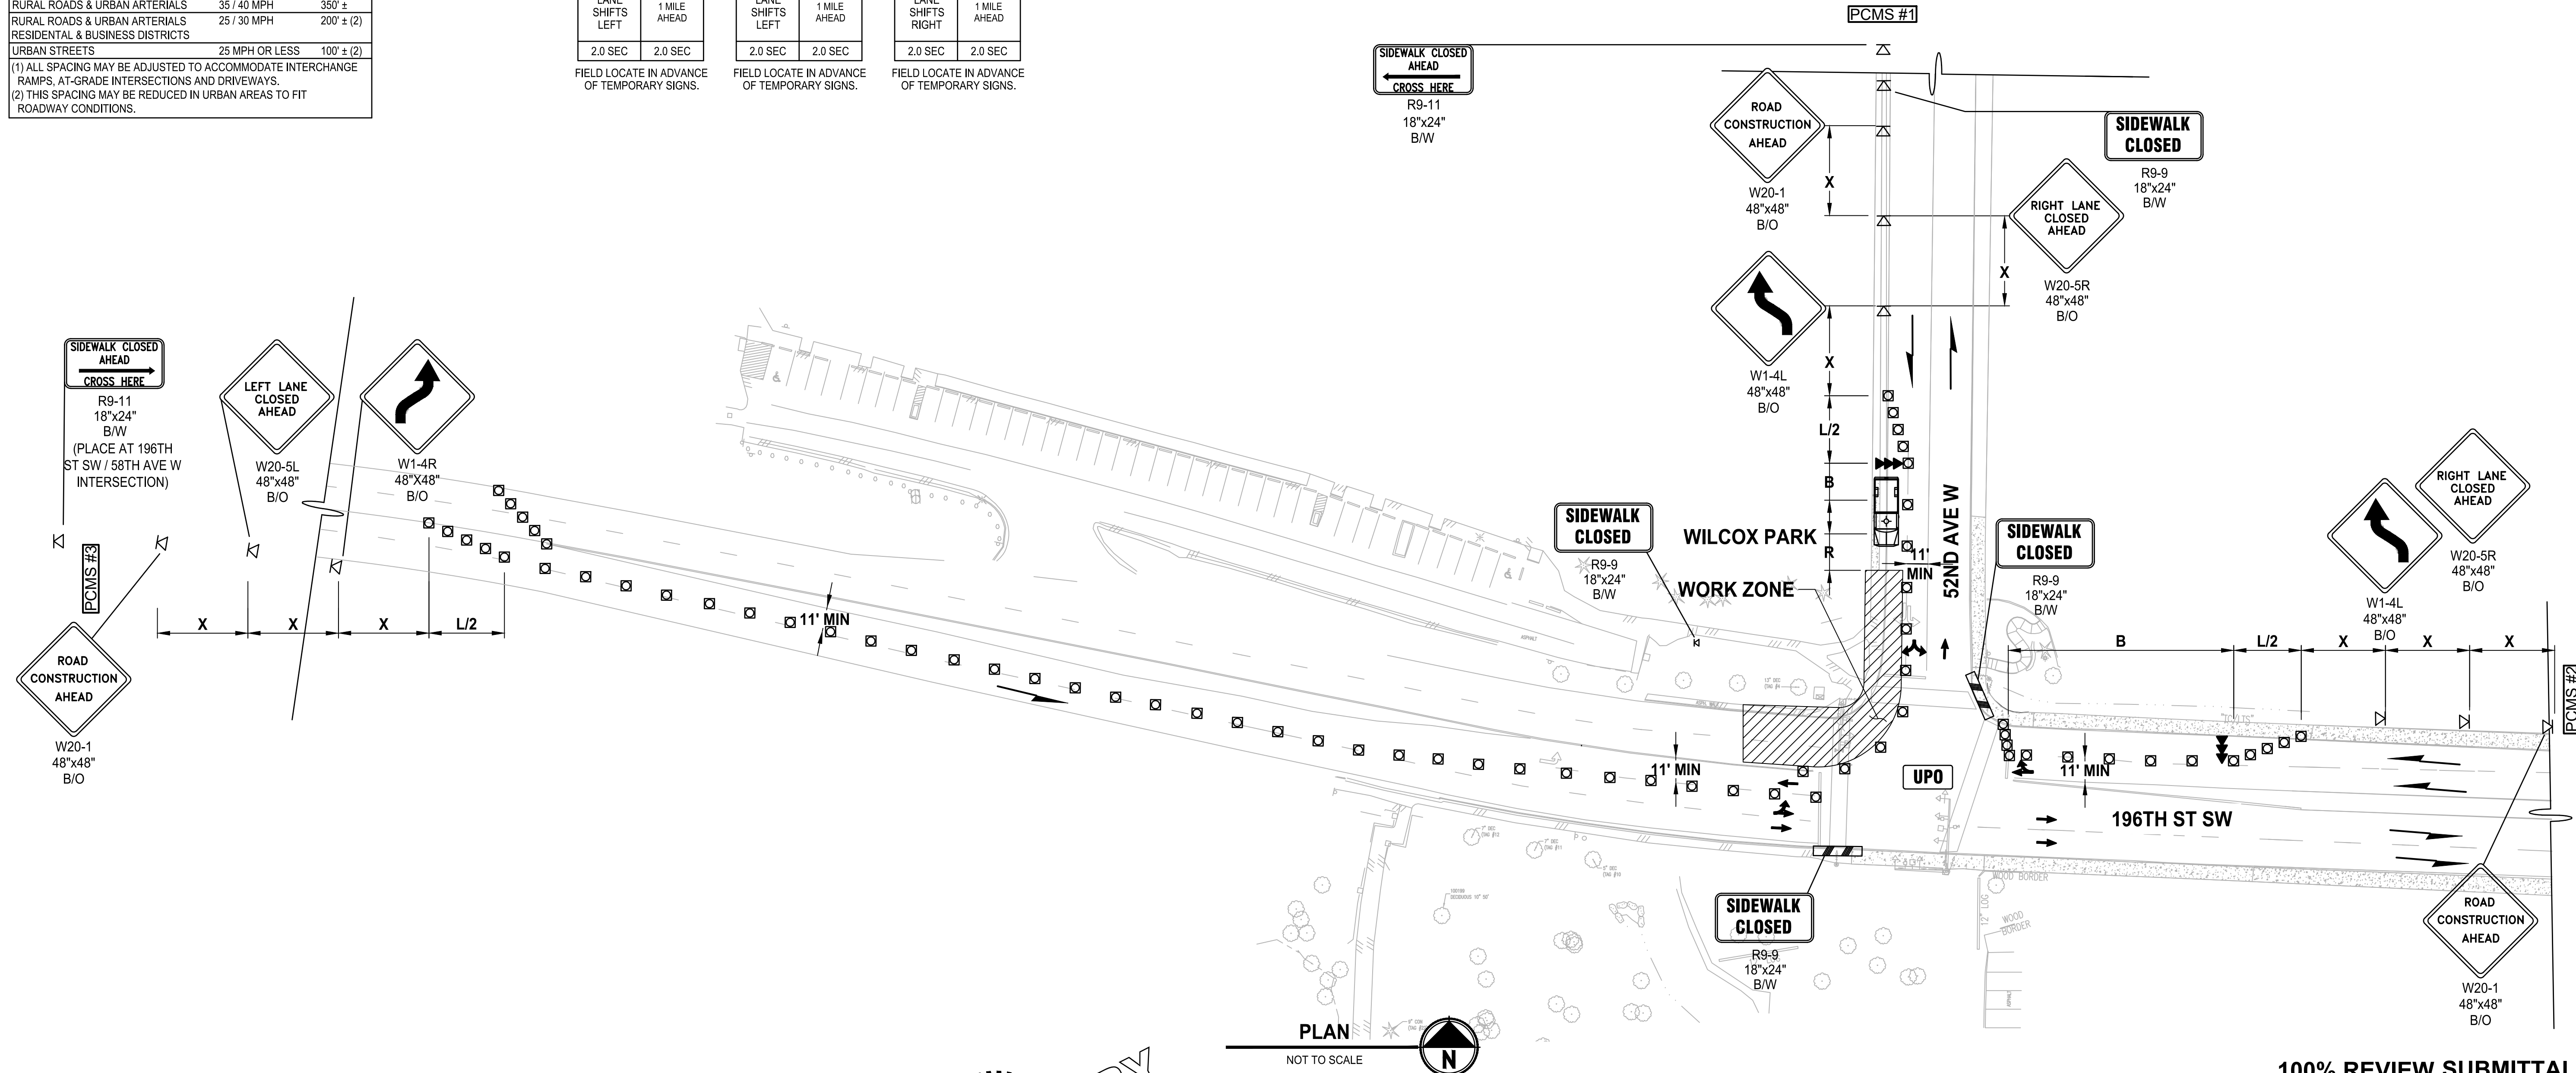 RURAL ROADS & URBAN ARTERIALS 35 / 40 MPH 350' ±
RURAL ROADS & URBAN ARTERIALS 25 / 30 MPH 200' ± (2)
RESIDENTAL & BUSINESS DISTRICTS
URBAN STREETS 25 MPH OR LESS 100' ± (2)
(1) ALL SPACING MAY BE ADJUSTED TO ACCOMMODATE INTERCHANGE
RAMPS, AT-GRADE INTERSECTIONS AND DRIVEWAYS.
(2) THIS SPACING MAY BE REDUCED IN URBAN AREAS TO FIT
ROADWAY CONDITIONS.
LANE
SHIFTS
LEFT
1 MILE
AHEAD
2.0 SEC 2.0 SEC
FIELD LOCATE IN ADVANCE
OF TEMPORARY SIGNS.
LANE
SHIFTS
LEFT
1 MILE
AHEAD
2.0 SEC 2.0 SEC
FIELD LOCATE IN ADVANCE
OF TEMPORARY SIGNS.
LANE
SHIFTS
RIGHT
1 MILE
AHEAD
2.0 SEC 2.0 SEC
FIELD LOCATE IN ADVANCE
OF TEMPORARY SIGNS.
PCMS #1
SIDEWALK CLOSED
AHEAD
CROSS HERE
R9-11
18"x24"
B/W
ROAD
CONSTRUCTION
AHEAD
W20-1
48"x48"
B/O
X
SIDEWALK
CLOSED
R9-9
18"x24"
B/W
RIGHT LANE
CLOSED
AHEAD
W20-5R
48"x48"
B/O
X
W1-4L
48"x48"
B/O
X
L/2
B
R
11'
MIN
52ND AVE W
WILCOX PARK
WORK ZONE
SIDEWALK
CLOSED
R9-9
18"x24"
B/W
SIDEWALK
CLOSED
R9-9
18"x24"
B/W
SIDEWALK CLOSED
AHEAD
CROSS HERE
R9-11
18"x24"
B/W
(PLACE AT 196TH
ST SW / 58TH AVE W
INTERSECTION)
LEFT LANE
CLOSED
AHEAD
W20-5L
48"x48"
B/O
W1-4R
48"X48"
B/O
PCMS #3
X X X L/2
ROAD
CONSTRUCTION
AHEAD
W20-1
48"x48"
B/O
11' MIN
11' MIN
11' MIN
ASPHALT
UPO
196TH ST SW
B L/2 X X X
W1-4L
48"x48"
B/O
RIGHT LANE
CLOSED
AHEAD
W20-5R
48"x48"
B/O
PCMS #2
ROAD
CONSTRUCTION
AHEAD
W20-1
48"x48"
B/O
SIDEWALK
CLOSED
R9-9
18"x24"
B/W
WOOD BORDER
12" LOG
WOOD
BORDER
PLAN
NOT TO SCALE
N
100% REVIEW SUBMITTAL